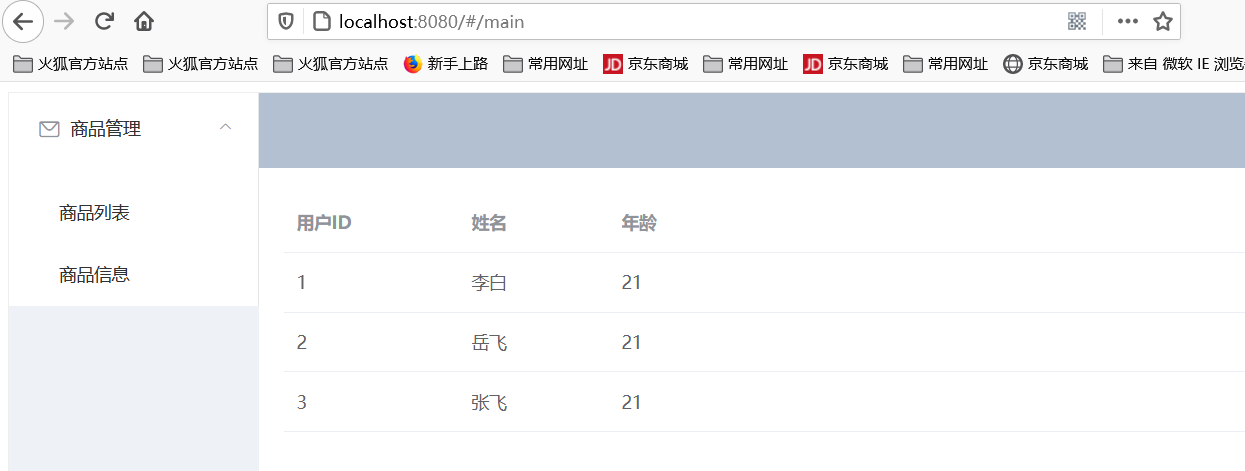 localhost:8080/#/main
火狐官方站点 火狐官方站点 火狐官方站点 新手上路 常用网址 JD 京东商城 常用网址 JD 京东商城 常用网址 京东商城 来自 微软 IE 浏览
商品管理
商品列表
商品信息
用户ID 姓名 年龄
1 李白 21
2 岳飞 21
3 张飞 21